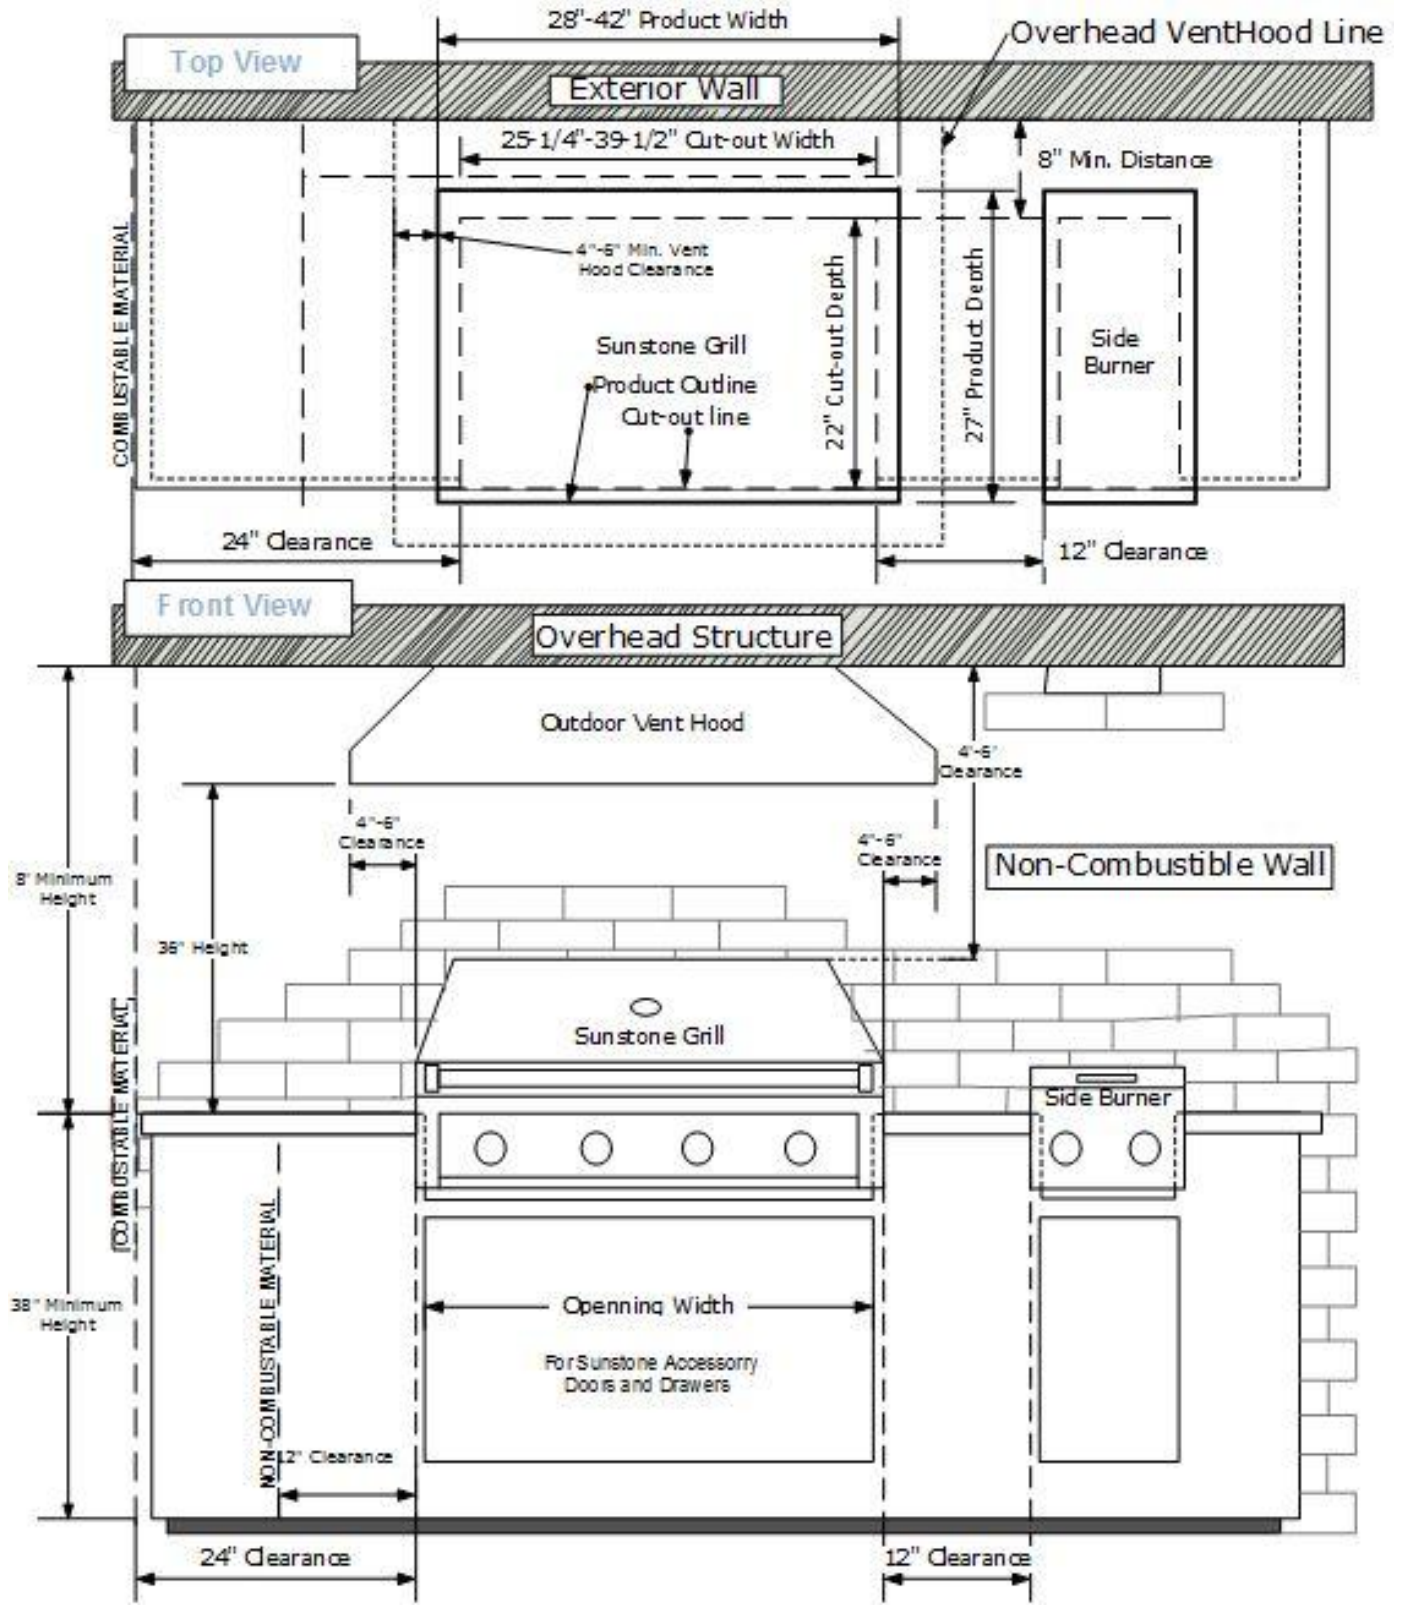 28"-42" Product Width
Overhead VentHood Line
Top View
Exterior Wall
25-1/4"-39-1/2" Cut-out Width
8" Min. Distance
COMBUSTABLE MATERIAL
4"-6" Min. Vent
Hood Clearance
22" Cut-out Depth
27" Product Depth
Sunstone Grill
Product Outline
Cut-out line
Side
Burner
24" Clearance
12" Clearance
Front View
Overhead Structure
Outdoor Vent Hood
4'-6'
Clearance
4"-6"
Clearance
4"-6"
Clearance
Non-Combustible Wall
8' Minimum
Height
36" Height
Sunstone Grill
COMBUSTABLE MATERIAL
Side Burner
NON-COMBUSTABLE MATERIAL
38" Minimum
Height
Openning Width
For Sunstone Accessorry
Doors and Drawers
12" Clearance
24" Clearance
12" Clearance